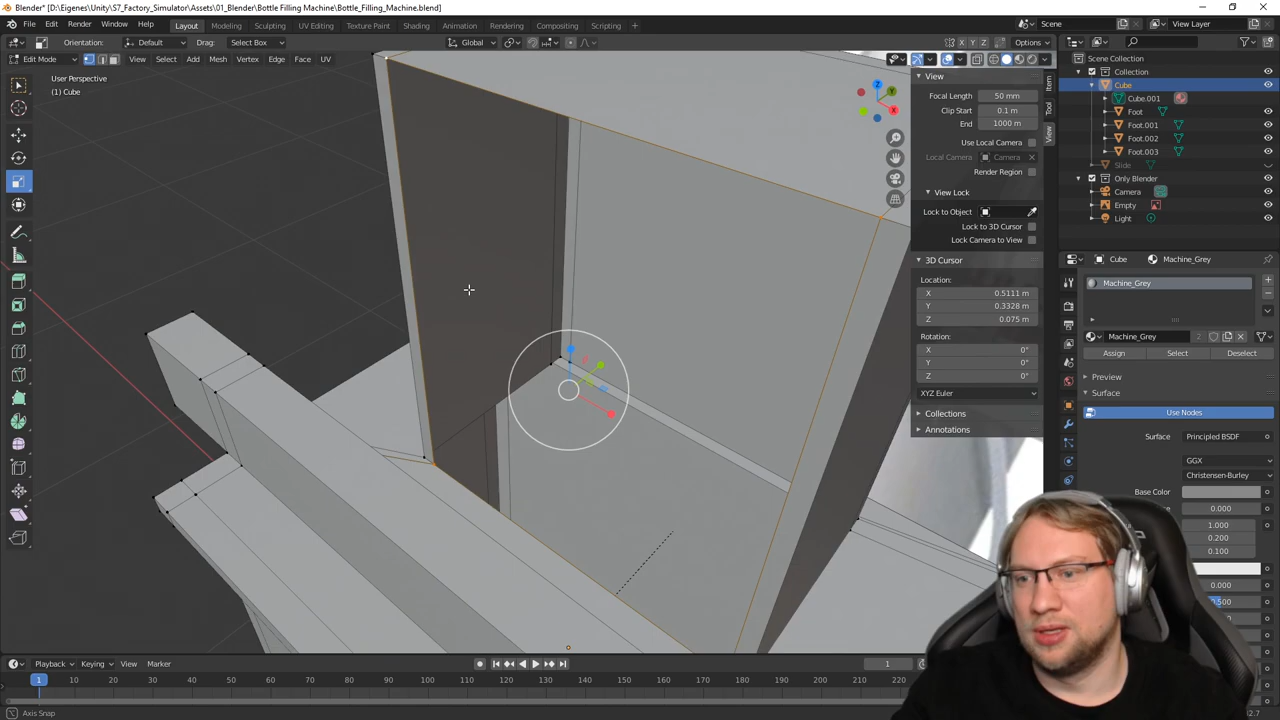 Blender* [D:\Eigenes\Unity\S7_Factory_Simulator\Assets\01_Blender\Bottle Filling Machine\Bottle_Filling_Machine.blend]
File Edit Render Window Help Layout Modeling Sculpting UV Editing Texture Paint Shading Animation Rendering Compositing Scripting Scene View Layer
Orientation: Default Drag: Select Box Global X Y Z Options
Edit Mode View Select Add Mesh Vertex Edge Face UV
User Perspective
(1) Cube
Z
Y
X
View
Focal Length 50 mm
Clip Start 0.1 m
End 1000 m
Use Local Camera
Local Camera Camera
Render Region
View Lock
Lock to Object
Lock to 3D Cursor
Lock Camera to View
3D Cursor
Location:
X 0.5111 m
Y 0.3328 m
Z 0.075 m
Rotation:
X 0°
Y 0°
Z 0°
XYZ Euler
Collections
Annotations
Item
Tool
View
Scene Collection
Collection
Cube
Cube.001
Foot
Foot.001
Foot.002
Foot.003
Slide
Only Blender
Camera
Empty
Light
Cube Machine_Grey
Machine_Grey
Machine_Grey 2
Assign Select Deselect
Preview
Surface
Use Nodes
Surface Principled BSDF
GGX
Christensen-Burley
Base Color
0.000
1.000
0.200
0.100
0.000
0.500
Playback Keying View Marker 1
1 10 20 30 40 50 60 70 80 90 100 110 120 130 140 150 160 170 180 190 200 210 220
Axis Snap